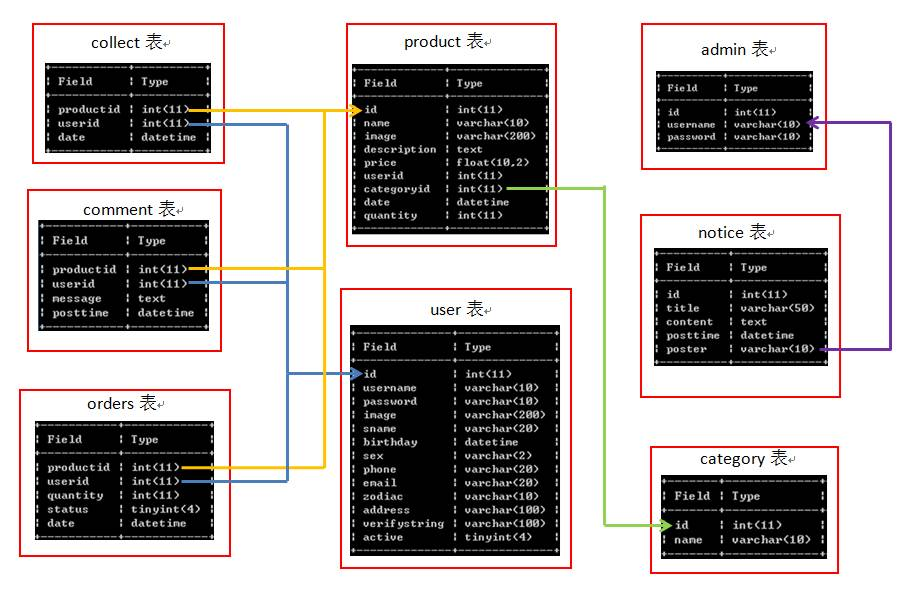 collect 表
Field Type
productid int(11)
userid int(11)
date datetime
comment 表
Field Type
productid int(11)
userid int(11)
message text
posttime datetime
orders 表
Field Type
productid int(11)
userid int(11)
quantity int(11)
status tinyint(4)
date datetime
product 表
Field Type
id int(11)
name varchar(10)
image varchar(200)
description text
price float(10,2)
userid int(11)
categoryid int(11)
date datetime
quantity int(11)
user 表
Field Type
id int(11)
username varchar(10)
password varchar(10)
image varchar(200)
sname varchar(20)
birthday datetime
sex varchar(2)
phone varchar(20)
email varchar(20)
zodiac varchar(10)
address varchar(100)
verifystring varchar(100)
active tinyint(4)
admin 表
Field Type
id int(11)
username varchar(10)
password varchar(10)
notice 表
Field Type
id int(11)
title varchar(50)
content text
posttime datetime
poster varchar(10)
category 表
Field Type
id int(11)
name varchar(10)